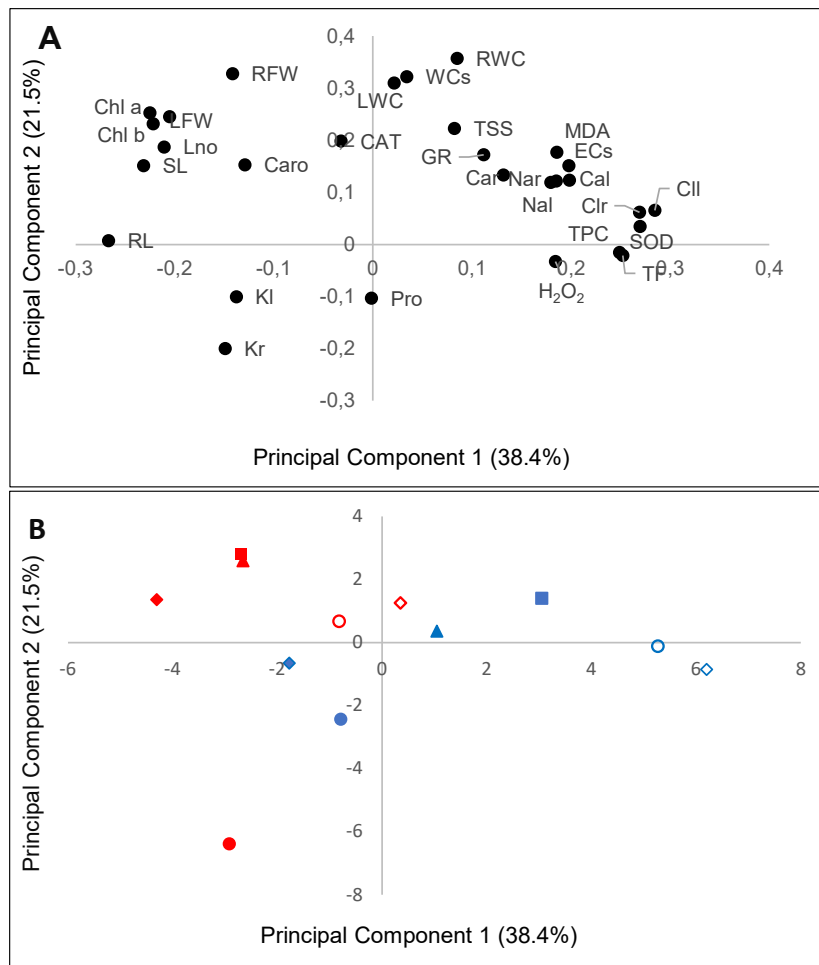 A
0,4
RFW
RWC
WCs
0,3
LWC
Chl a
LFW
Chl b
0,2
TSS
MDA
CAT
ECs
Lno
GR
SL
Caro
Car
Nar
Cal
0,1
Nal
Clr
Cll
RL
TPC
SOD
0
-0,3
-0,2
-0,1
0
0,1
0,2
0,3
0,4
TF
H2O2
Kl
-0,1
Pro
Kr
-0,2
-0,3
Principal Component 2 (21.5%)
Principal Component 1 (38.4%)
B
4
2
0
-6
-4
-2
0
2
4
6
8
-2
-4
-6
-8
Principal Component 2 (21.5%)
Principal Component 1 (38.4%)